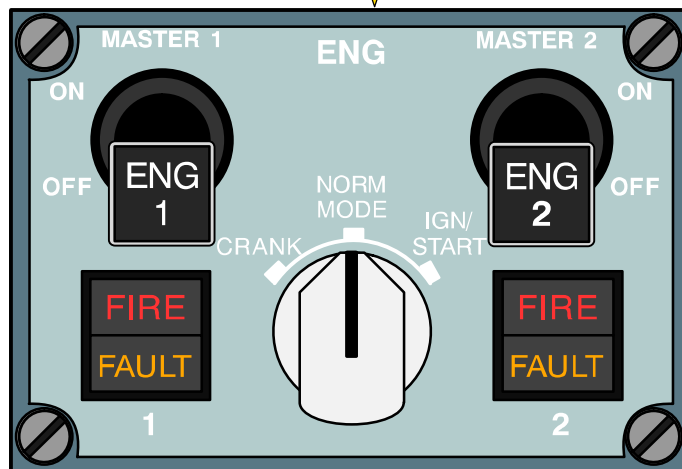 MASTER 1
ENG
MASTER 2
ON
ON
OFF
ENG
1
ENG
2
OFF
NORM
MODE
CRANK
IGN/
START
FIRE
FAULT
FIRE
FAULT
1
2